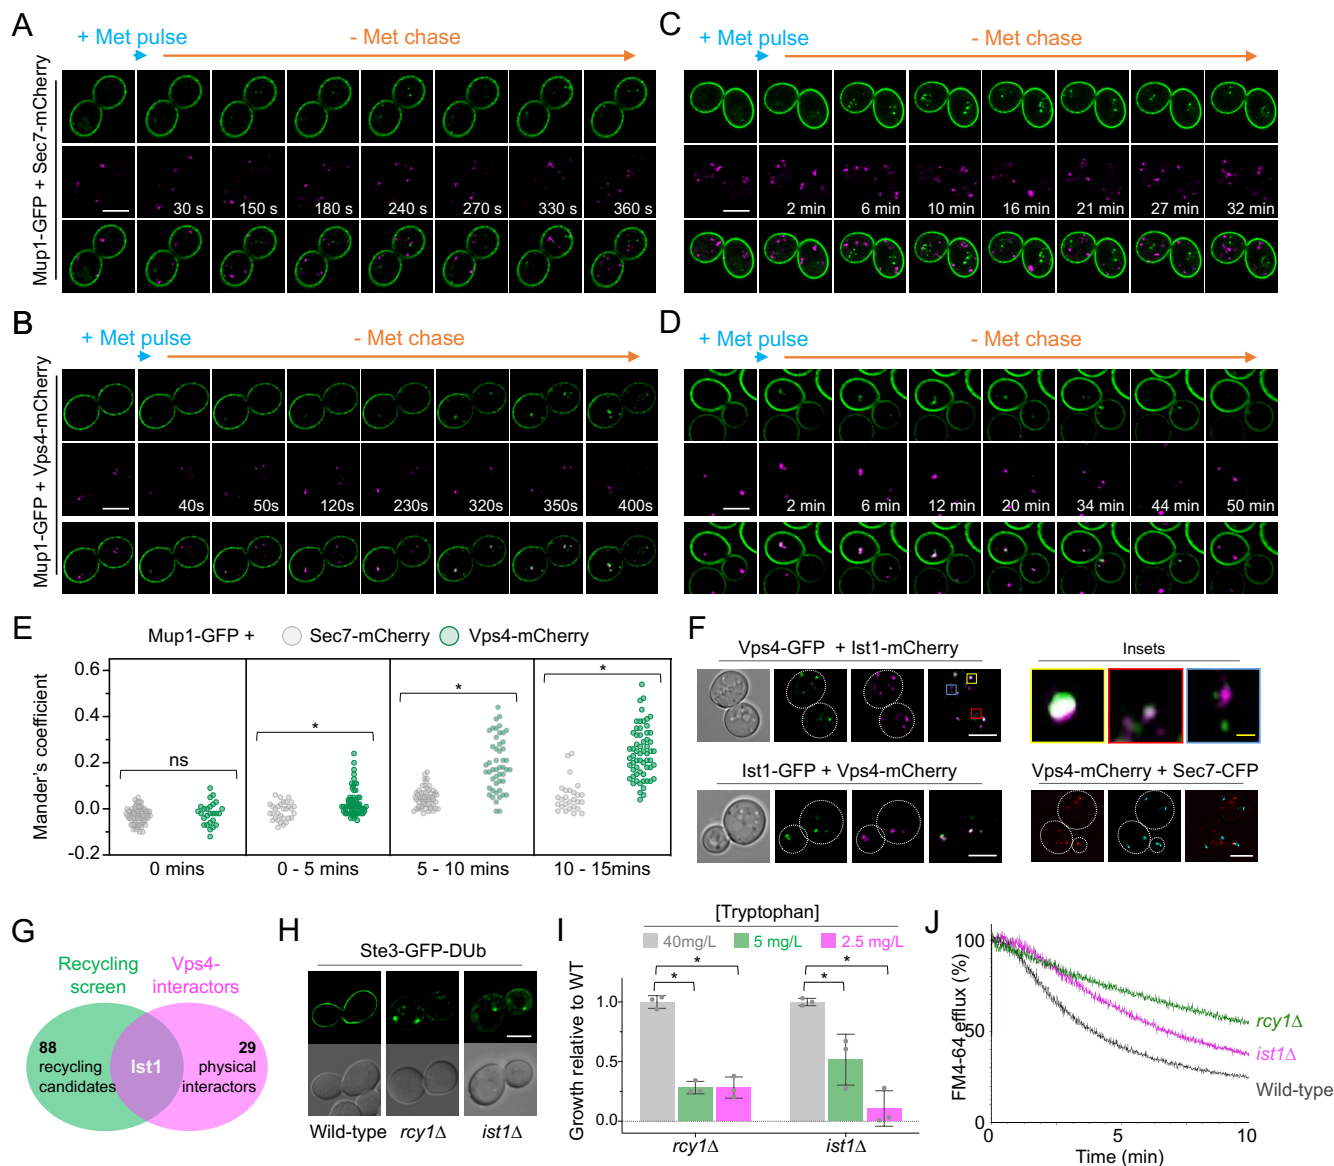 A
+ Met pulse
- Met chase
Mup1-GFP + Sec7-mCherry
30 s
150 s
180 s
240 s
270 s
330 s
360 s
C
+ Met pulse
- Met chase
2 min
6 min
10 min
16 min
21 min
27 min
32 min
B
+ Met pulse
- Met chase
Mup1-GFP + Vps4-mCherry
40s
50s
120s
230s
320s
350s
400s
D
+ Met pulse
- Met chase
2 min
6 min
12 min
20 min
34 min
44 min
50 min
E
Mup1-GFP +
Sec7-mCherry
Vps4-mCherry
Mander's coefficient
0.6
0.4
0.2
0.0
-0.2
ns
*
*
*
0 mins
0 - 5 mins
5 - 10 mins
10 - 15mins
F
Vps4-GFP + Ist1-mCherry
Insets
Ist1-GFP + Vps4-mCherry
Vps4-mCherry + Sec7-CFP
G
Recycling
screen
Vps4-
interactors
88
recycling
candidates
Ist1
29
physical
interactors
H
Ste3-GFP-DUb
Wild-type
rcy1Δ
ist1Δ
I
[Tryptophan]
40mg/L
5 mg/L
2.5 mg/L
Growth relative to WT
1.0
0.5
0.0
*
*
*
*
rcy1Δ
ist1Δ
J
FM4-64 efflux (%)
100
50
0
0
5
10
Time (min)
rcy1Δ
ist1Δ
Wild-type